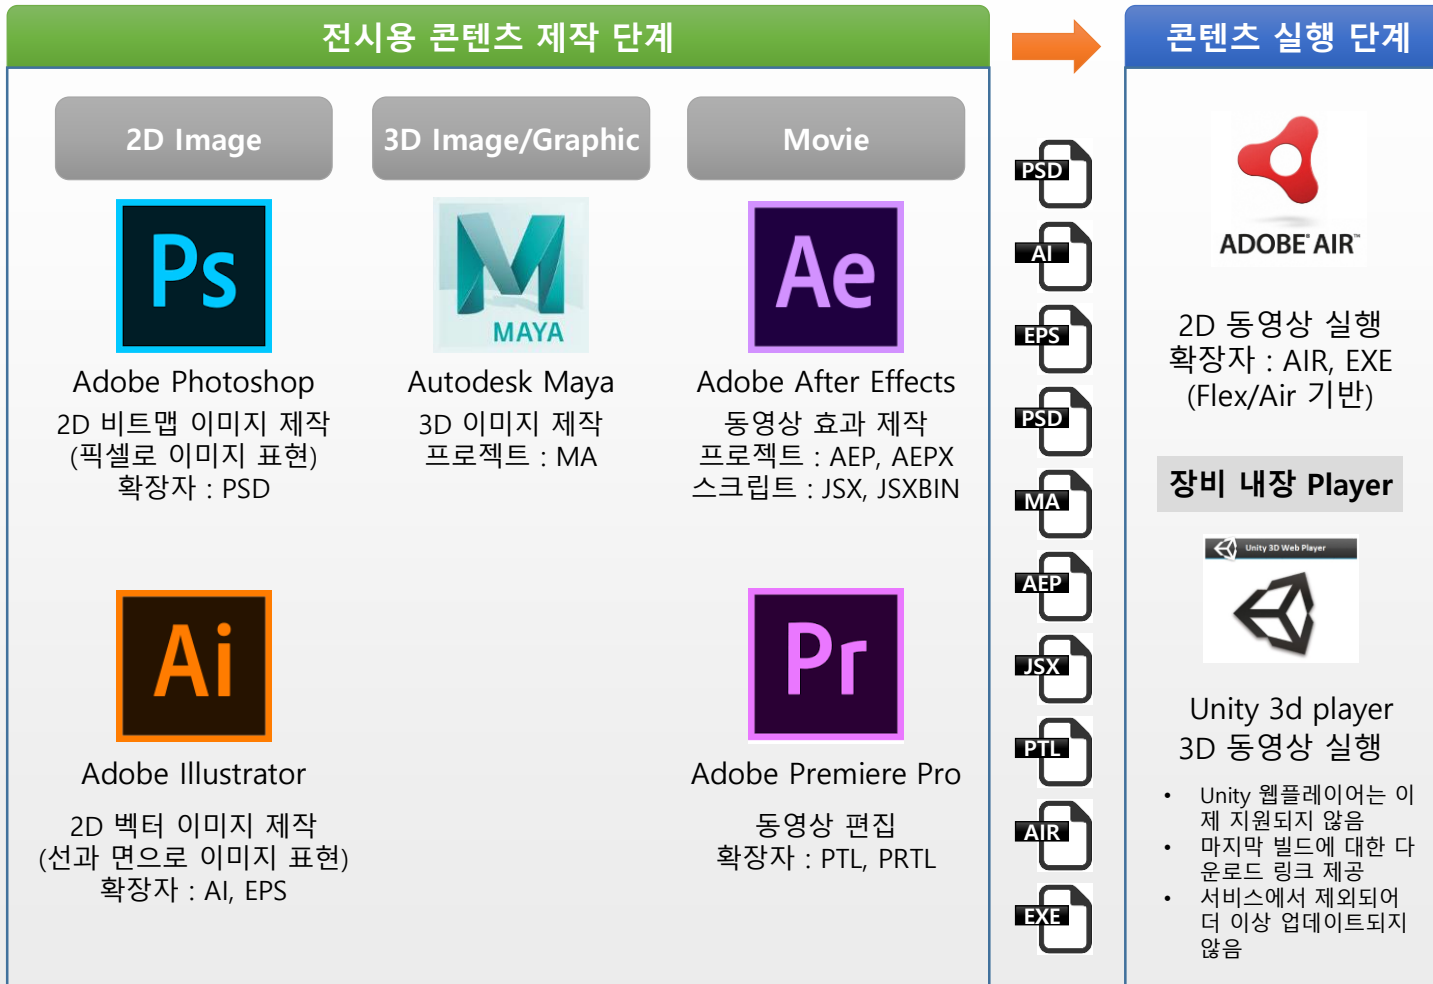 전시용 콘텐츠 제작 단계
콘텐츠 실행 단계
2D Image
3D Image/Graphic
Movie
Ps
Adobe Photoshop
2D 비트맵 이미지 제작
(픽셀로 이미지 표현)
확장자 : PSD
Ai
Adobe Illustrator
2D 벡터 이미지 제작
(선과 면으로 이미지 표현)
확장자 : AI, EPS
MAYA
Autodesk Maya
3D 이미지 제작
프로젝트 : MA
Ae
Adobe After Effects
동영상 효과 제작
프로젝트 : AEP, AEPX
스크립트 : JSX, JSXBIN
Pr
Adobe Premiere Pro
동영상 편집
확장자 : PTL, PRTL
PSD
AI
EPS
PSD
MA
AEP
JSX
PTL
AIR
EXE
ADOBE® AIR™
2D 동영상 실행
확장자 : AIR, EXE
(Flex/Air 기반)
장비 내장 Player
Unity 3D Web Player
Unity 3d player
3D 동영상 실행
• Unity 웹플레이어는 이
제 지원되지 않음
• 마지막 빌드에 대한 다
운로드 링크 제공
• 서비스에서 제외되어
더 이상 업데이트되지
않음